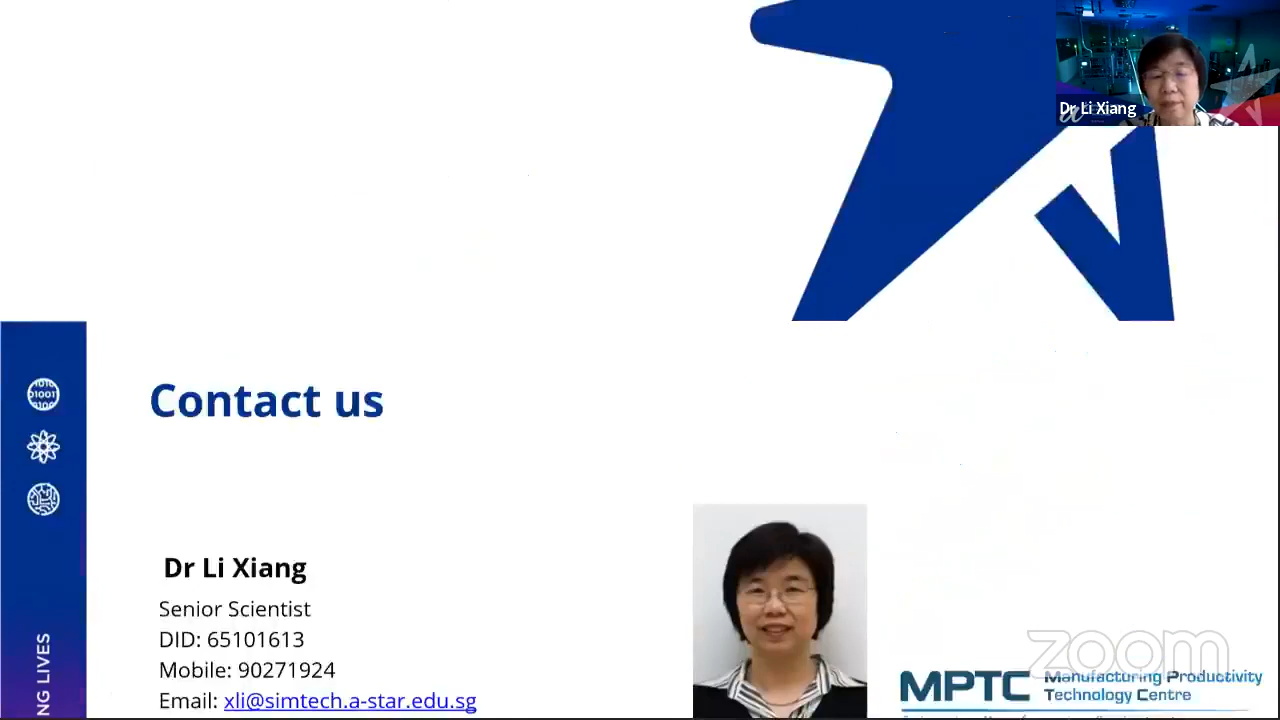 Dr Li Xiang
Contact us
Dr Li Xiang
Senior Scientist
DID: 65101613
Mobile: 90271924
Email: xli@simtech.a-star.edu.sg
NG LIVES
zoom
MPTC Manufacturing Productivity
Technology Centre